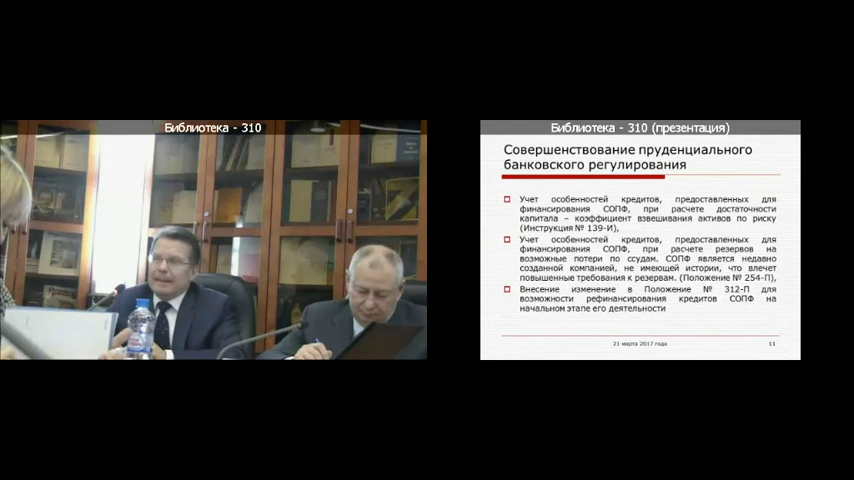 Библиотека - 310
Библиотека - 310 (презентация)
Совершенствование пруденциального
банковского регулирования
Учет особенностей кредитов, предоставленных для
финансирования СОПФ, при расчете достаточности
капитала – коэффициент взвешивания активов по риску
(Инструкция № 139-И),
Учет особенностей кредитов, предоставленных для
финансирования СОПФ, при расчете резервов на
возможные потери по ссудам. СОПФ является недавно
созданной компанией, не имеющей истории, что влечет
повышенные требования к резервам. (Положение № 254-П),
Внесение изменение в Положение № 312-П для
возможности рефинансирования кредитов СОПФ на
начальном этапе его деятельности
21 марта 2017 года
11